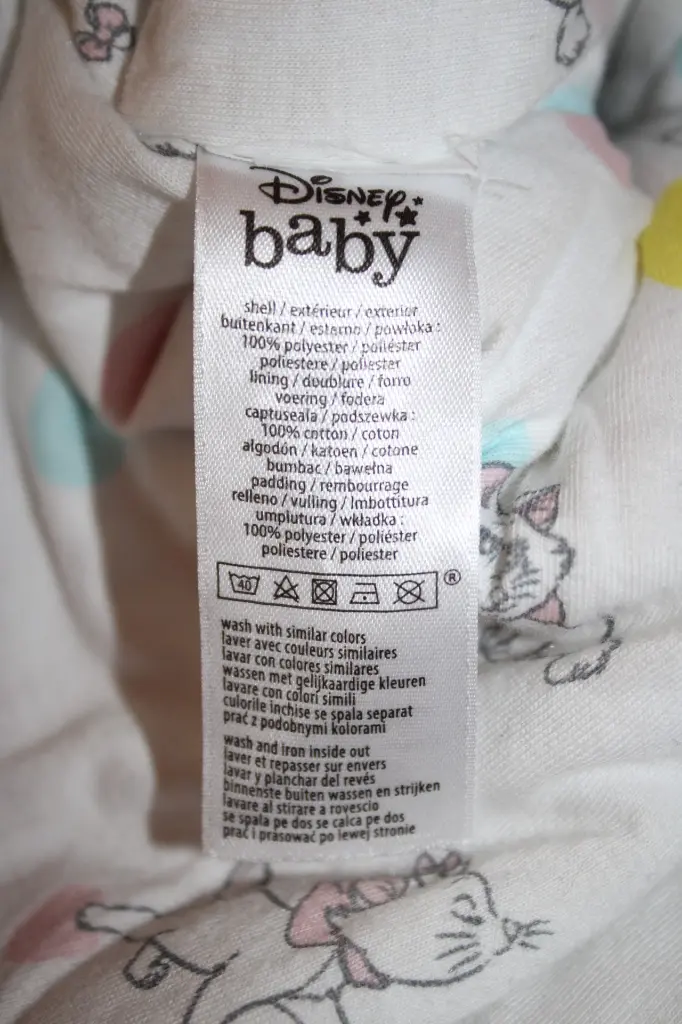 Disney
baby
shell / extérieur / exterior
buitenkant / esterno / powłoka :
100% polyester / poliéster
poliestere / poliester
lining / doublure / forro
voering / fodera
captuseala / podszewka :
100% cotton / coton
algodón / katoen / cotone
bumbac / bawełna
padding / rembourrage
relleno / vulling / Imbottitura
umplutura / wkładka :
100% polyester / poliéster
poliestere / poliester
40 ®
wash with similar colors
laver avec couleurs similaires
lavar con colores similares
wassen met gelijkaardige kleuren
lavare con colori simili
culorile inchise se spala separat
prać z podobnymi kolorami
wash and iron inside out
laver et repasser sur envers
lavar y planchar del revés
binnenste buiten wassen en strijken
lavare al stirare a rovescio
se spala pe dos se calca pe dos
prać i prasować po lewej stronie